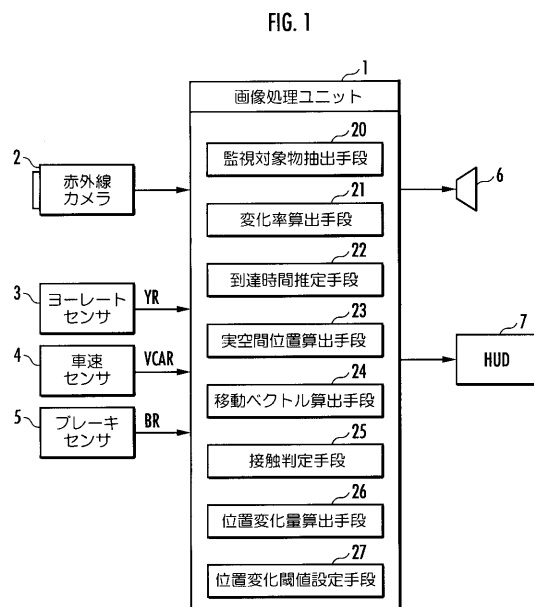 FIG. 1
1
画像処理ユニット
20
監視対象物抽出手段
2
赤外線
カメラ
6
21
変化率算出手段
22
到達時間推定手段
3
ヨーレート
センサ
YR
23
実空間位置算出手段
7
HUD
4
車速
センサ
VCAR
24
移動ベクトル算出手段
5
ブレーキ
センサ
BR
25
接触判定手段
26
位置変化量算出手段
27
位置変化閾値設定手段